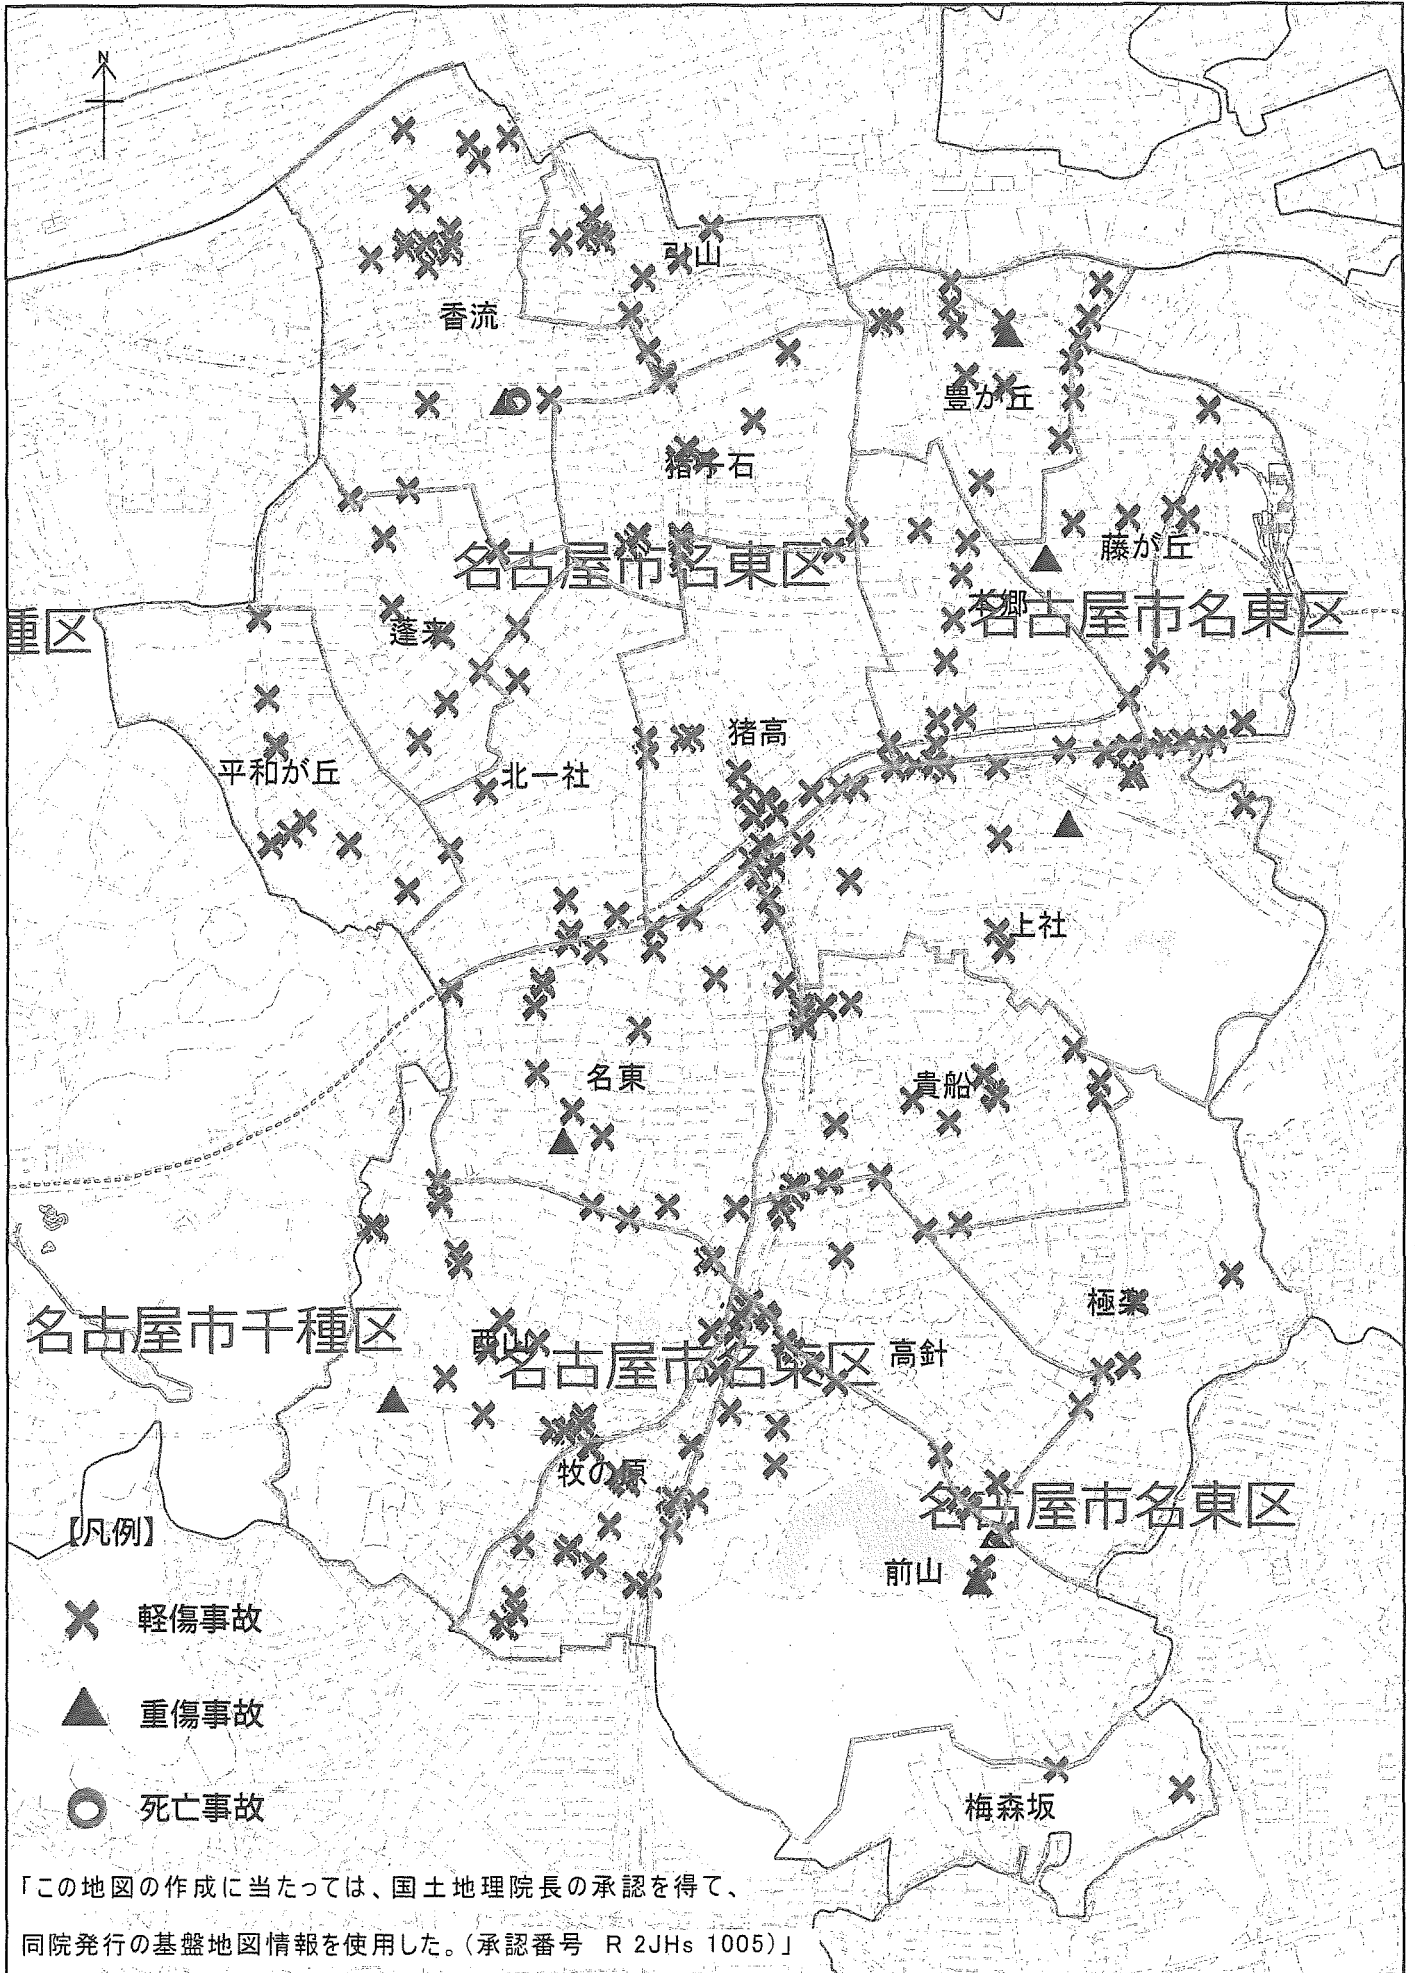 N
引山
香流
豊が丘
猪子石
名古屋市名東区
藤が丘
本郷
名古屋市名東区
種区
蓬来
猪高
平和が丘
北一社
上社
名東
貴船
極楽
名古屋市千種区
西山
名古屋市名東区
高針
牧の原
名古屋市名東区
【凡例】
前山
軽傷事故
重傷事故
死亡事故
梅森坂
「この地図の作成に当たっては、国土地理院長の承認を得て、
同院発行の基盤地図情報を使用した。(承認番号 R 2JHs 1005)」